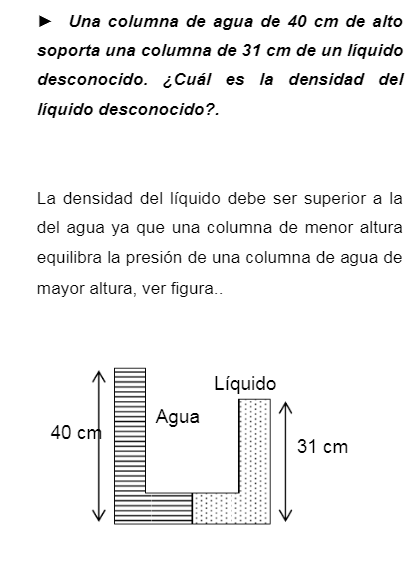 ► Una columna de agua de 40 cm de alto
soporta una columna de 31 cm de un líquido
desconocido. ¿Cuál es la densidad del
líquido desconocido?.
La densidad del líquido debe ser superior a la
del agua ya que una columna de menor altura
equilibra la presión de una columna de agua de
mayor altura, ver figura..
Líquido
Agua
40 cm
31 cm